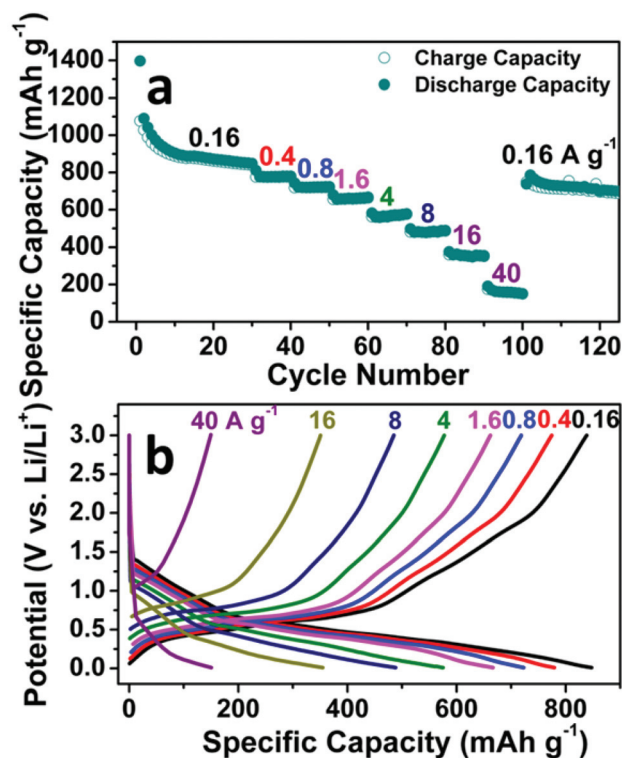 Specific Capacity (mAh g⁻¹)
1400
1200
1000
800
600
400
200
0
a
Charge Capacity
Discharge Capacity
0.16
0.4
0.8
1.6
4
8
16
40
0.16 A g⁻¹
0 20 40 60 80 100 120
Cycle Number
Potential (V vs. Li/Li⁺)
3.0
2.5
2.0
1.5
1.0
0.5
0.0
b
40 A g⁻¹ 16 8 4 1.6 0.8 0.4 0.16
0 200 400 600 800
Specific Capacity (mAh g⁻¹)